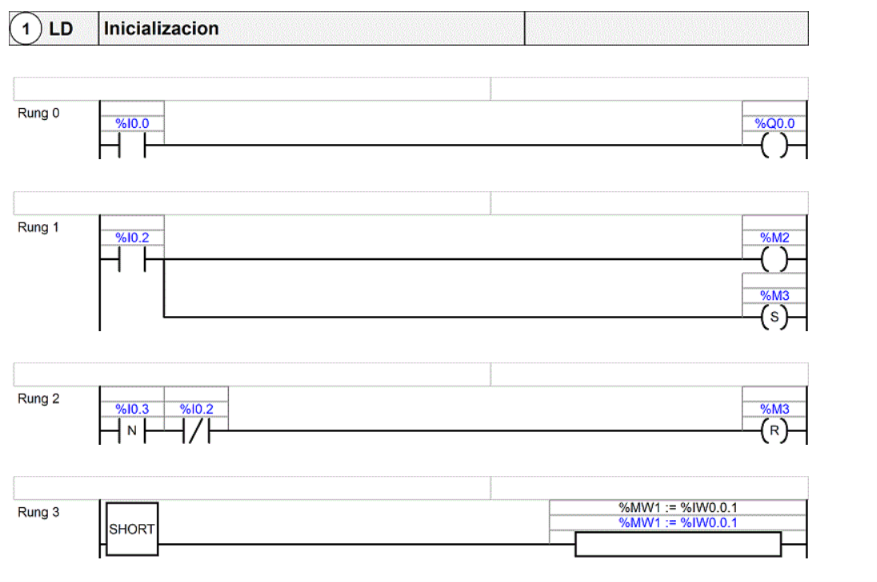 1 LD Inicializacion
Rung 0
%I0.0 %Q0.0
Rung 1
%I0.2 %M2
%M3
S
Rung 2
%I0.3 %I0.2 %M3
N R
Rung 3
%MW1 := %IW0.0.1
%MW1 := %IW0.0.1
SHORT